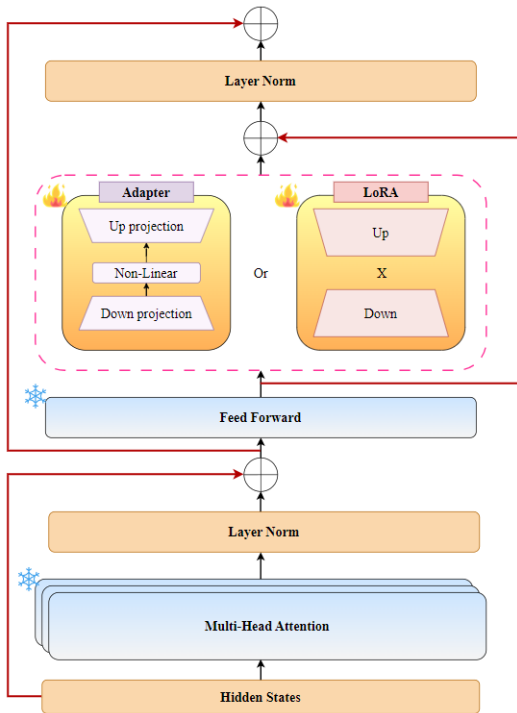 Layer Norm
Adapter
Up projection
Non-Linear
Down projection
Or
LoRA
Up
X
Down
Feed Forward
Layer Norm
Multi-Head Attention
Hidden States